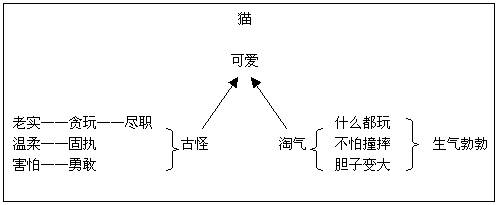 猫
可爱
老实——贪玩——尽职
温柔——固执
害怕——勇敢
古怪
淘气
什么都玩
不怕撞摔
胆子变大
生气勃勃